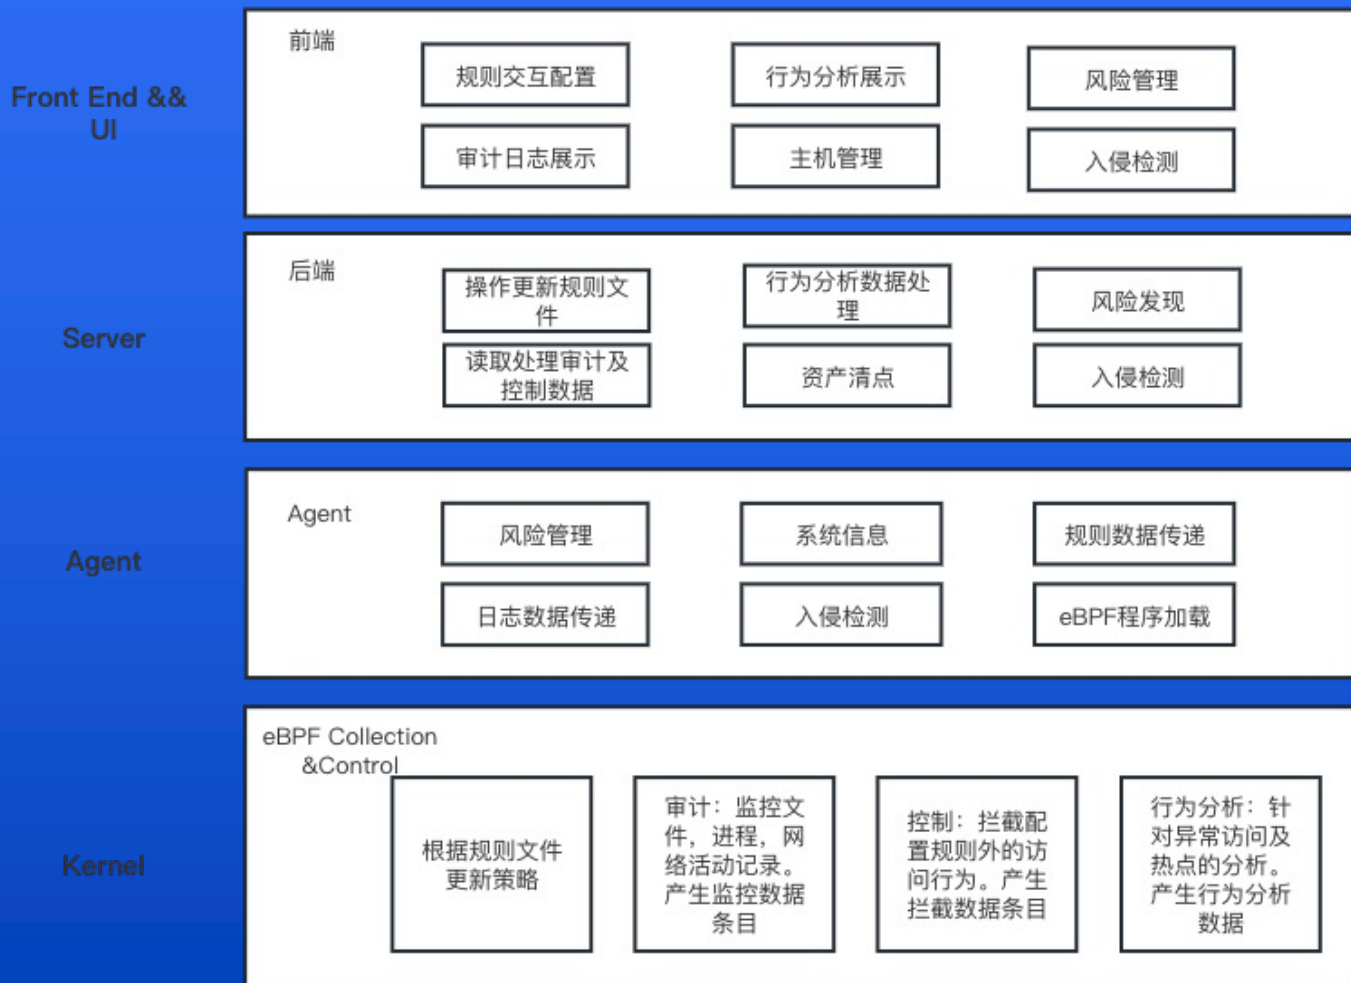 Front End &&
UI
前端
规则交互配置
行为分析展示
风险管理
审计日志展示
主机管理
入侵检测
Server
后端
操作更新规则文
件
行为分析数据处
理
风险发现
读取处理审计及
控制数据
资产清点
入侵检测
Agent
Agent
风险管理
系统信息
规则数据传递
日志数据传递
入侵检测
eBPF程序加载
Kernel
eBPF Collection
&Control
根据规则文件
更新策略
审计：监控文
件，进程，网
络活动记录。
产生监控数据
条目
控制：拦截配
置规则外的访
问行为。产生
拦截数据条目
行为分析：针
对异常访问及
热点的分析。
产生行为分析
数据